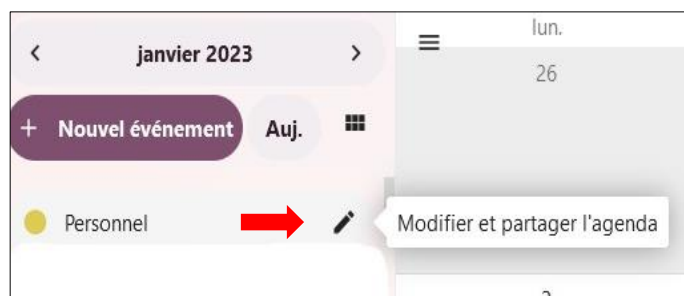 janvier 2023
lun.
26
+ Nouvel événement
Auj.
Personnel
Modifier et partager l'agenda